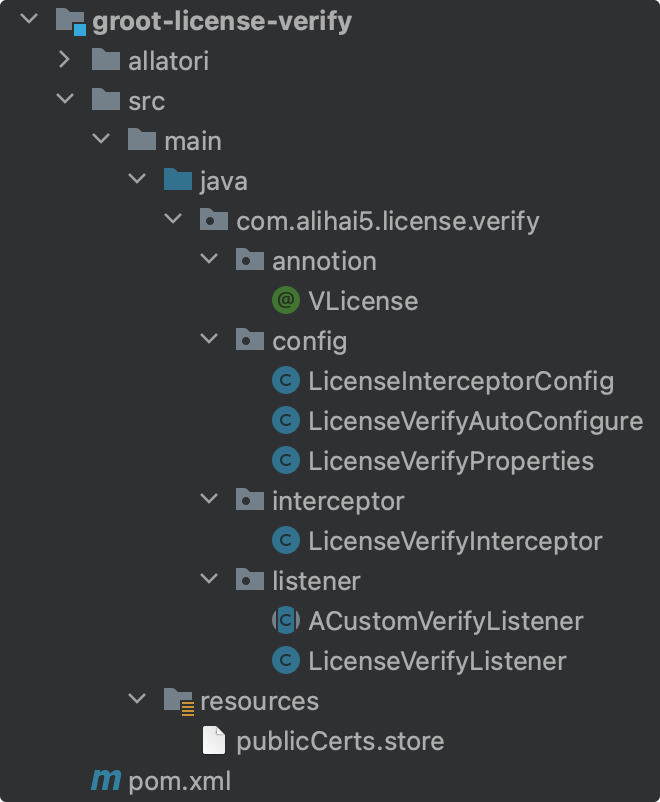 groot-license-verify
allatori
src
main
java
com.alihai5.license.verify
annotion
@ VLicense
config
C LicenseInterceptorConfig
C LicenseVerifyAutoConfigure
C LicenseVerifyProperties
interceptor
C LicenseVerifyInterceptor
listener
C ACustomVerifyListener
C LicenseVerifyListener
resources
publicCerts.store
m pom.xml